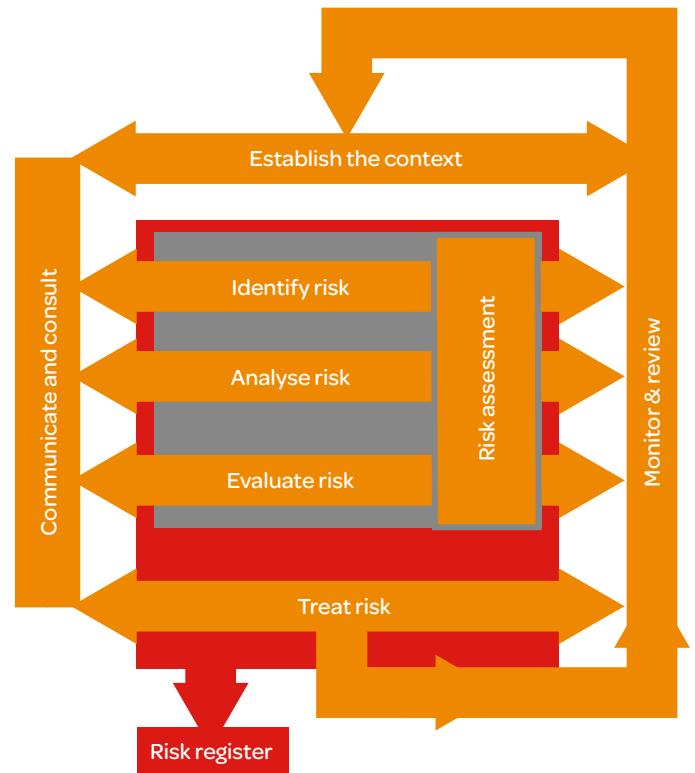 Establish the context
Identify risk
Analyse risk
Evaluate risk
Treat risk
Risk assessment
Communicate and consult
Monitor & review
Risk register